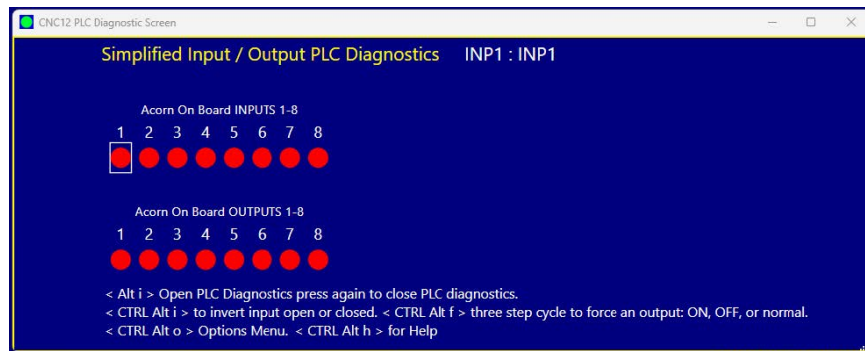 CNC12 PLC Diagnostic Screen
Simplified Input / Output PLC Diagnostics INP1 : INP1
Acorn On Board INPUTS 1-8
1 2 3 4 5 6 7 8
Acorn On Board OUTPUTS 1-8
1 2 3 4 5 6 7 8
< Alt i > Open PLC Diagnostics press again to close PLC diagnostics.
< CTRL Alt i > to invert input open or closed. < CTRL Alt f > three step cycle to force an output: ON, OFF, or normal.
< CTRL Alt o > Options Menu. < CTRL Alt h > for Help